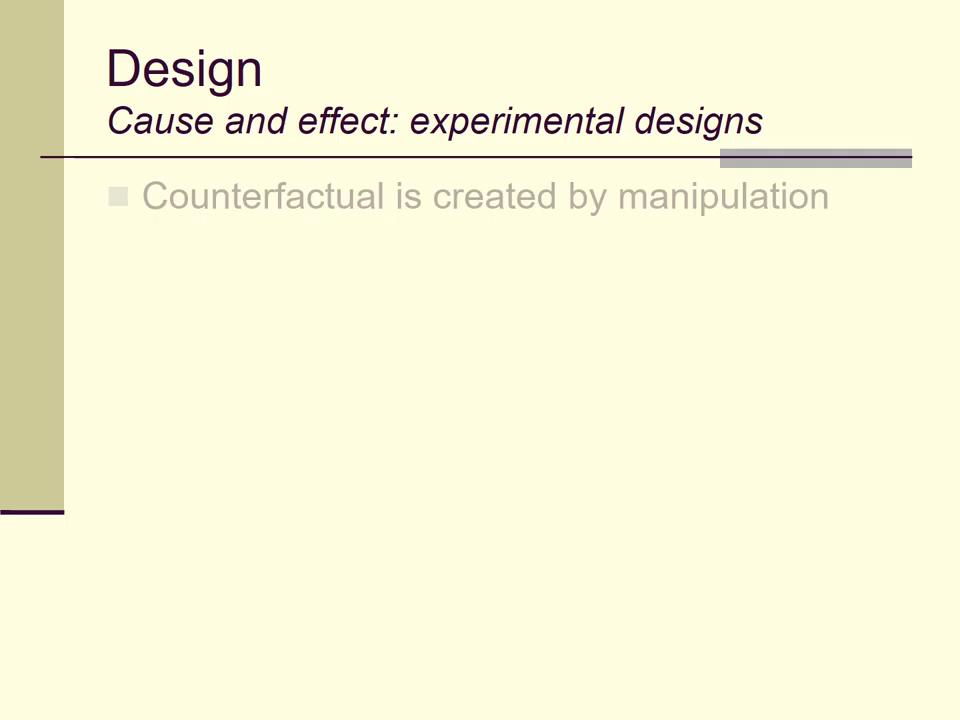 Design
Cause and effect: experimental designs
Counterfactual is created by manipulation